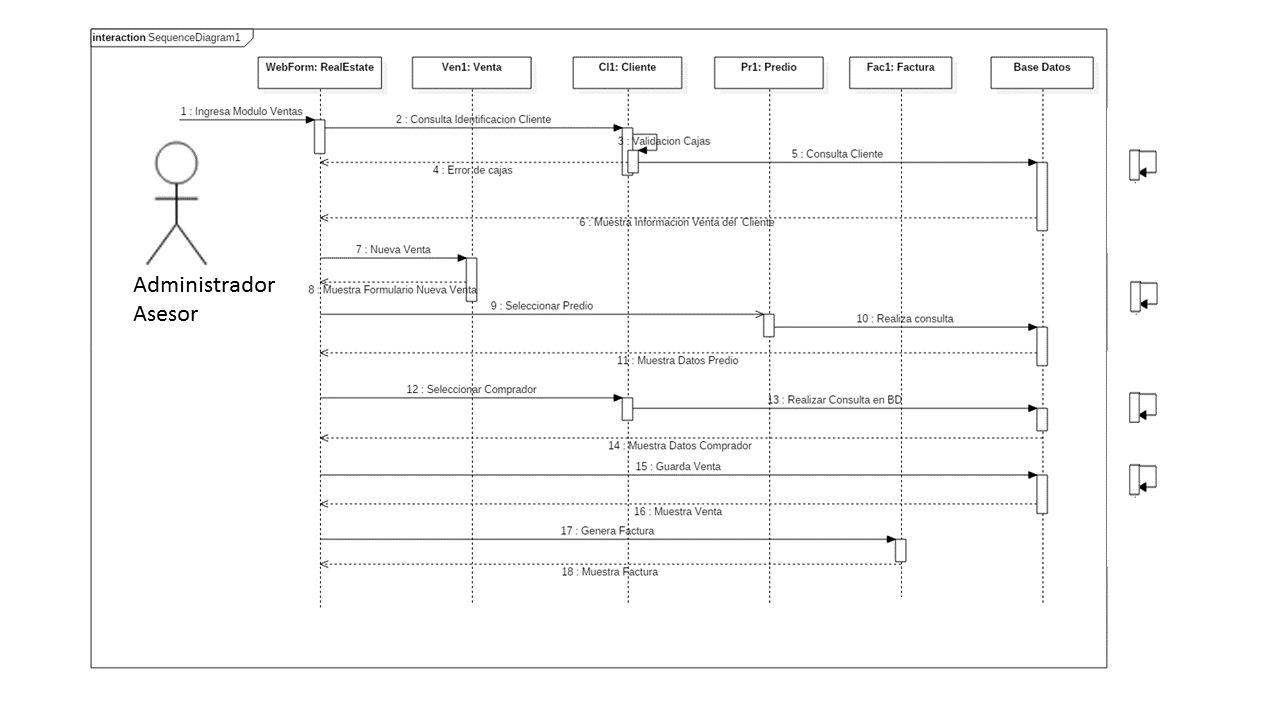 interaction SequenceDiagram1
WebForm: RealEstate
Ven1: Venta
Cl1: Cliente
Pr1: Predio
Fac1: Factura
Base Datos
1 : Ingresa Modulo Ventas
2 : Consulta Identificacion Cliente
3 : Validacion Cajas
4 : Error de cajas
5 : Consulta Cliente
6 : Muestra Informacion Venta del Cliente
7 : Nueva Venta
8 : Muestra Formulario Nueva Venta
Administrador
Asesor
9 : Seleccionar Predio
10 : Realiza consulta
11 : Muestra Datos Predio
12 : Seleccionar Comprador
13 : Realizar Consulta en BD
14 : Muestra Datos Comprador
15 : Guarda Venta
16 : Muestra Venta
17 : Genera Factura
18 : Muestra Factura